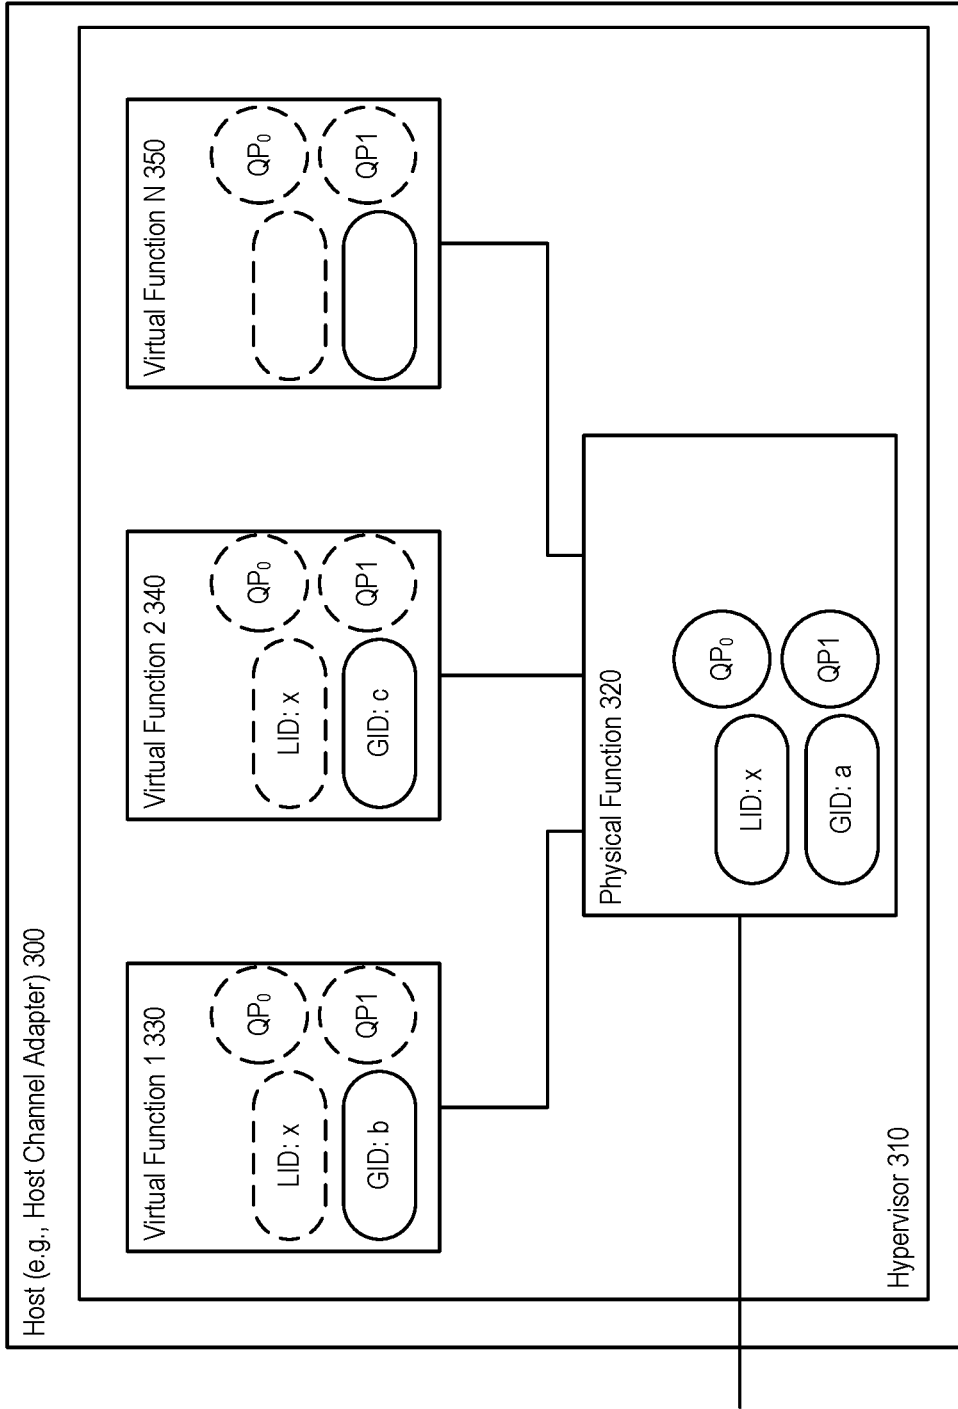 Host (e.g., Host Channel Adapter) 300
Virtual Function 1 330
LID: x
QP₀
GID: b
QP1
Virtual Function 2 340
LID: x
QP₀
GID: c
QP1
Virtual Function N 350
QP₀
QP1
Physical Function 320
LID: x
QP₀
GID: a
QP1
Hypervisor 310